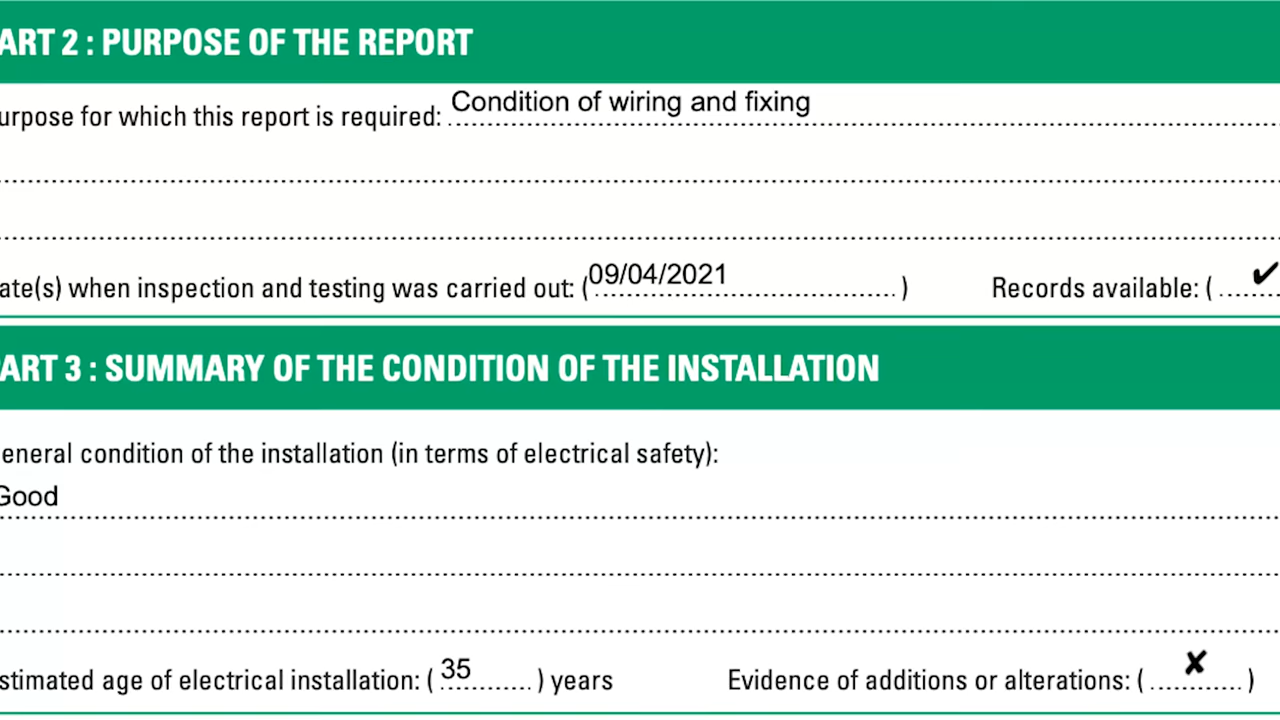 ART 2 : PURPOSE OF THE REPORT
urpose for which this report is required: Condition of wiring and fixing
ate(s) when inspection and testing was carried out: (09/04/2021) Records available: ( ✔
ART 3 : SUMMARY OF THE CONDITION OF THE INSTALLATION
eneral condition of the installation (in terms of electrical safety):
Good
stimated age of electrical installation: ( 35 ) years Evidence of additions or alterations: ( ✘ )